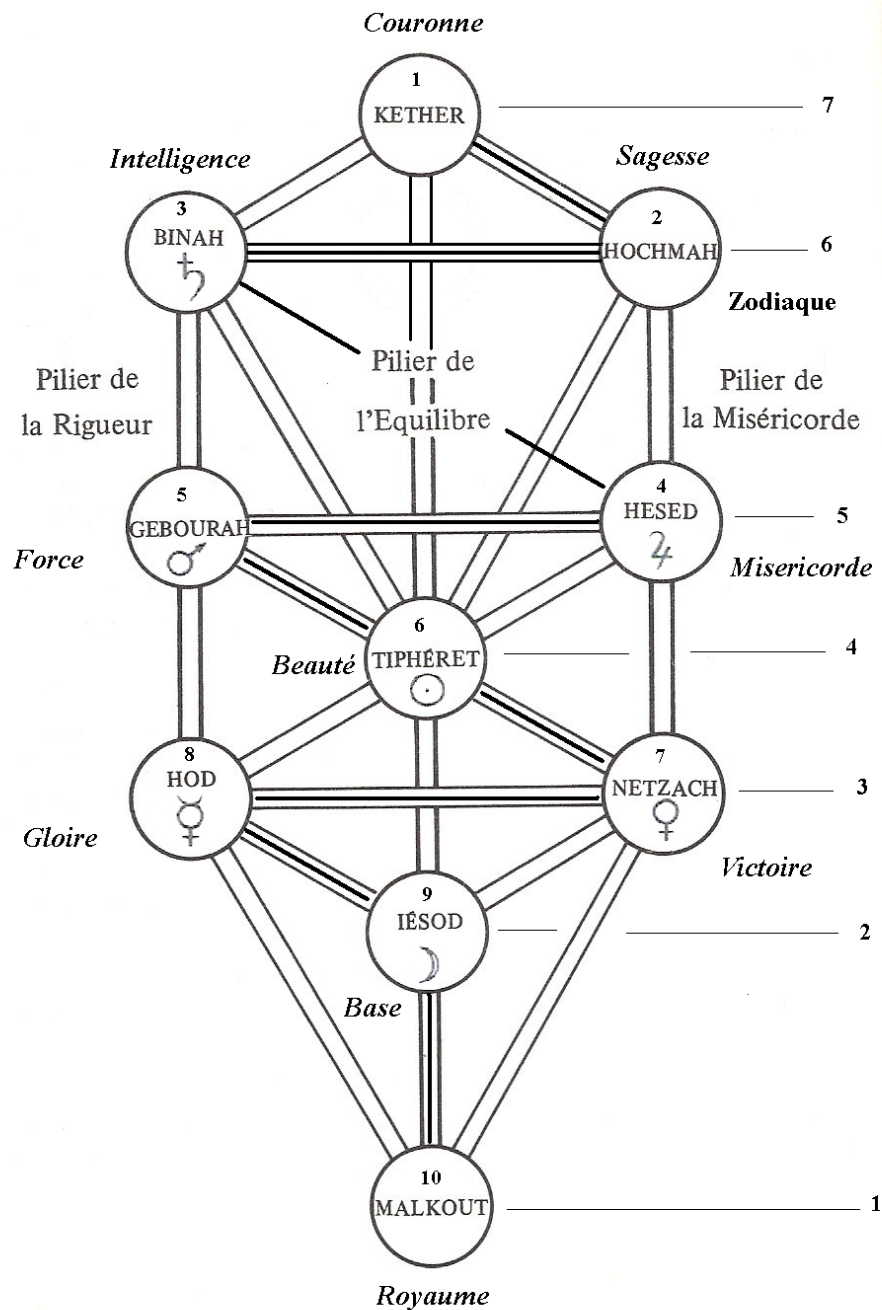 Couronne
1
KETHER
7
Intelligence
Sagesse
3
BINAH
2
HOCHMAH
6
Zodiaque
Pilier de
la Rigueur
Pilier de
l'Equilibre
Pilier de
la Miséricorde
5
GEBOURAH
4
HESED
5
Force
Misericorde
6
TIPHÉRET
Beauté
4
8
HOD
7
NETZACH
3
Gloire
Victoire
9
IÉSOD
2
Base
10
MALKOUT
1
Royaume